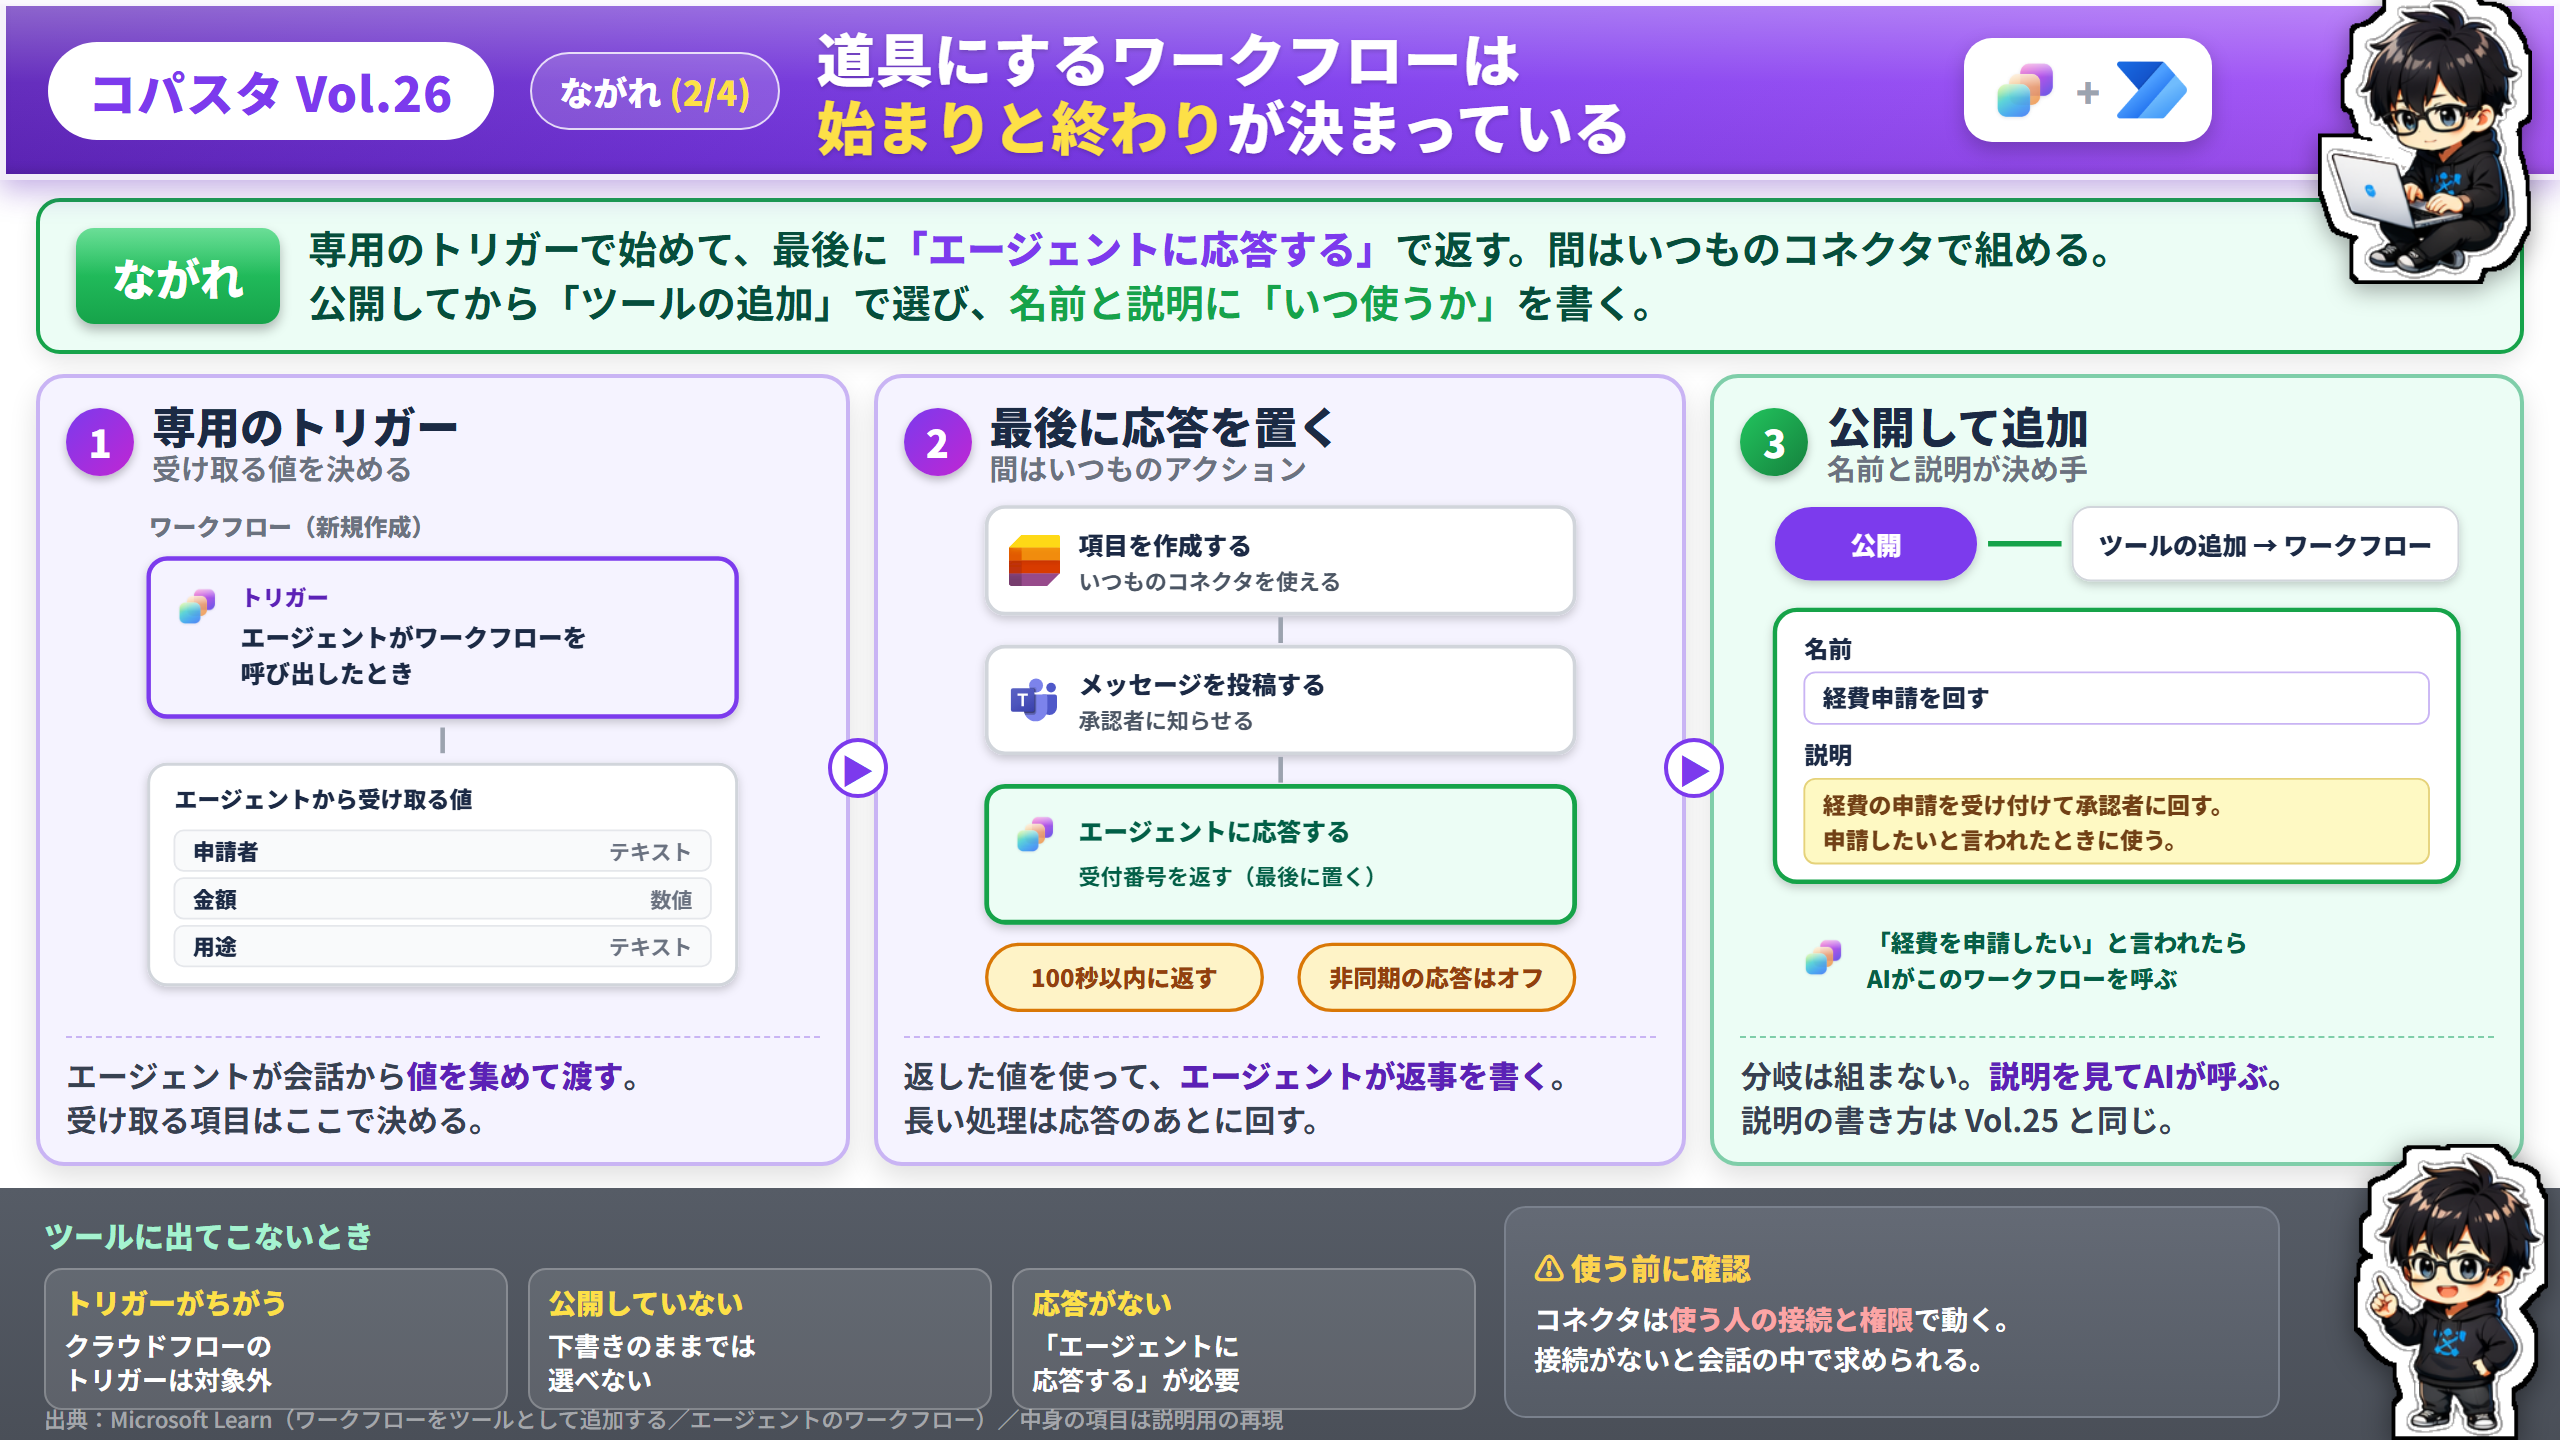 コパスタ Vol.26
ながれ (2/4)
道具にするワークフローは
始まりと終わりが決まっている
+
ながれ
専用のトリガーで始めて、最後に「エージェントに応答する」で返す。間はいつものコネクタで組める。
公開してから「ツールの追加」で選び、名前と説明に「いつ使うか」を書く。
1
専用のトリガー
受け取る値を決める
ワークフロー（新規作成）
トリガー
エージェントがワークフローを
呼び出したとき
エージェントから受け取る値
申請者 テキスト
金額 数値
用途 テキスト
エージェントが会話から値を集めて渡す。
受け取る項目はここで決める。
2
最後に応答を置く
間はいつものアクション
項目を作成する
いつものコネクタを使える
T
メッセージを投稿する
承認者に知らせる
エージェントに応答する
受付番号を返す（最後に置く）
100秒以内に返す
非同期の応答はオフ
返した値を使って、エージェントが返事を書く。
長い処理は応答のあとに回す。
3
公開して追加
名前と説明が決め手
公開
ツールの追加 → ワークフロー
名前
経費申請を回す
説明
経費の申請を受け付けて承認者に回す。
申請したいと言われたときに使う。
「経費を申請したい」と言われたら
AIがこのワークフローを呼ぶ
分岐は組まない。説明を見てAIが呼ぶ。
説明の書き方は Vol.25 と同じ。
ツールに出てこないとき
トリガーがちがう
クラウドフローの
トリガーは対象外
公開していない
下書きのままでは
選べない
応答がない
「エージェントに
応答する」が必要
⚠ 使う前に確認
コネクタは使う人の接続と権限で動く。
接続がないと会話の中で求められる。
出典：Microsoft Learn（ワークフローをツールとして追加する／エージェントのワークフロー）／中身の項目は説明用の再現